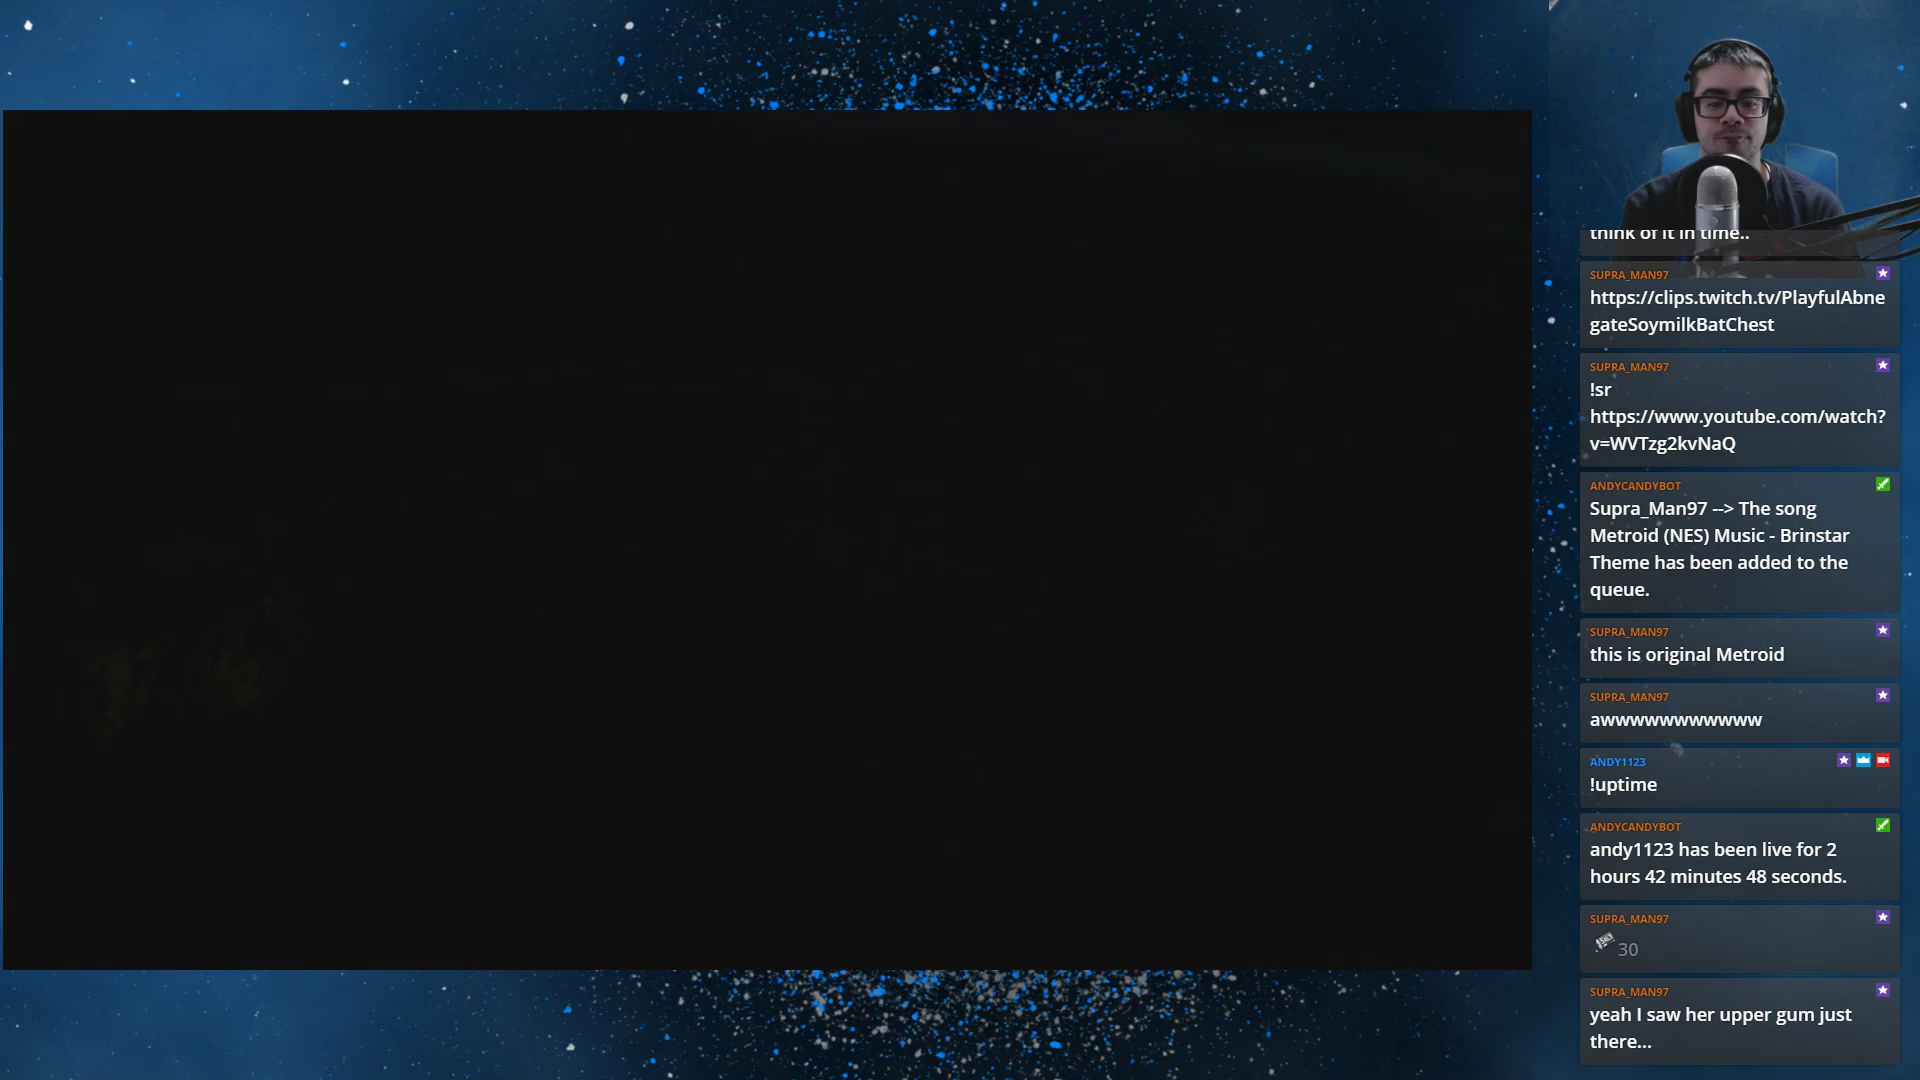 think of it in time..
SUPRA_MAN97
https://clips.twitch.tv/PlayfulAbne
gateSoymilkBatChest
SUPRA_MAN97
!sr
https://www.youtube.com/watch?
v=WVTzg2kvNaQ
ANDYCANDYBOT
Supra_Man97 --> The song
Metroid (NES) Music - Brinstar
Theme has been added to the
queue.
SUPRA_MAN97
this is original Metroid
SUPRA_MAN97
awwwwwwwwwww
ANDY1123
!uptime
ANDYCANDYBOT
andy1123 has been live for 2
hours 42 minutes 48 seconds.
SUPRA_MAN97
30
SUPRA_MAN97
yeah I saw her upper gum just
there...